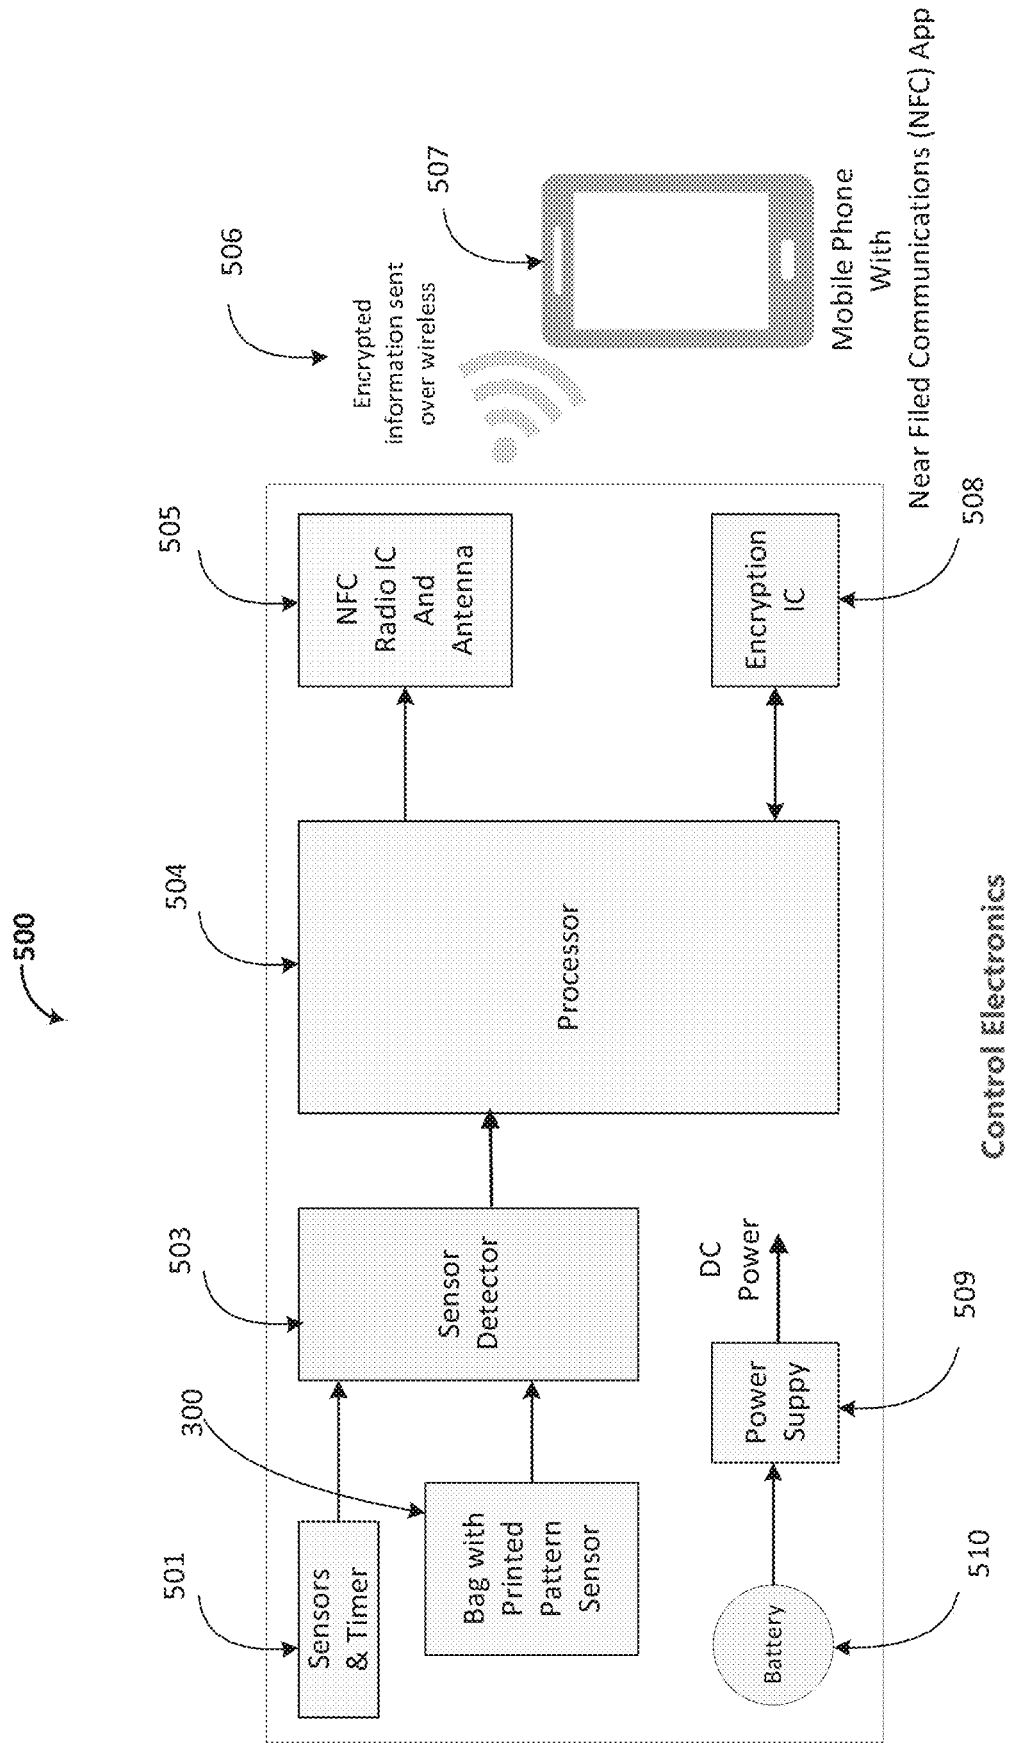 500
501
Sensors
& Timer
300
Bag with
Printed
Pattern
Sensor
503
Sensor
Detector
504
Processor
505
NFC
Radio IC
And
Antenna
506
Encrypted
information sent
over wireless
507
Mobile Phone
With
Near Filed Communications (NFC) App
Encryption
IC
508
DC
Power
Power
Suppy
509
Battery
510
Control Electronics